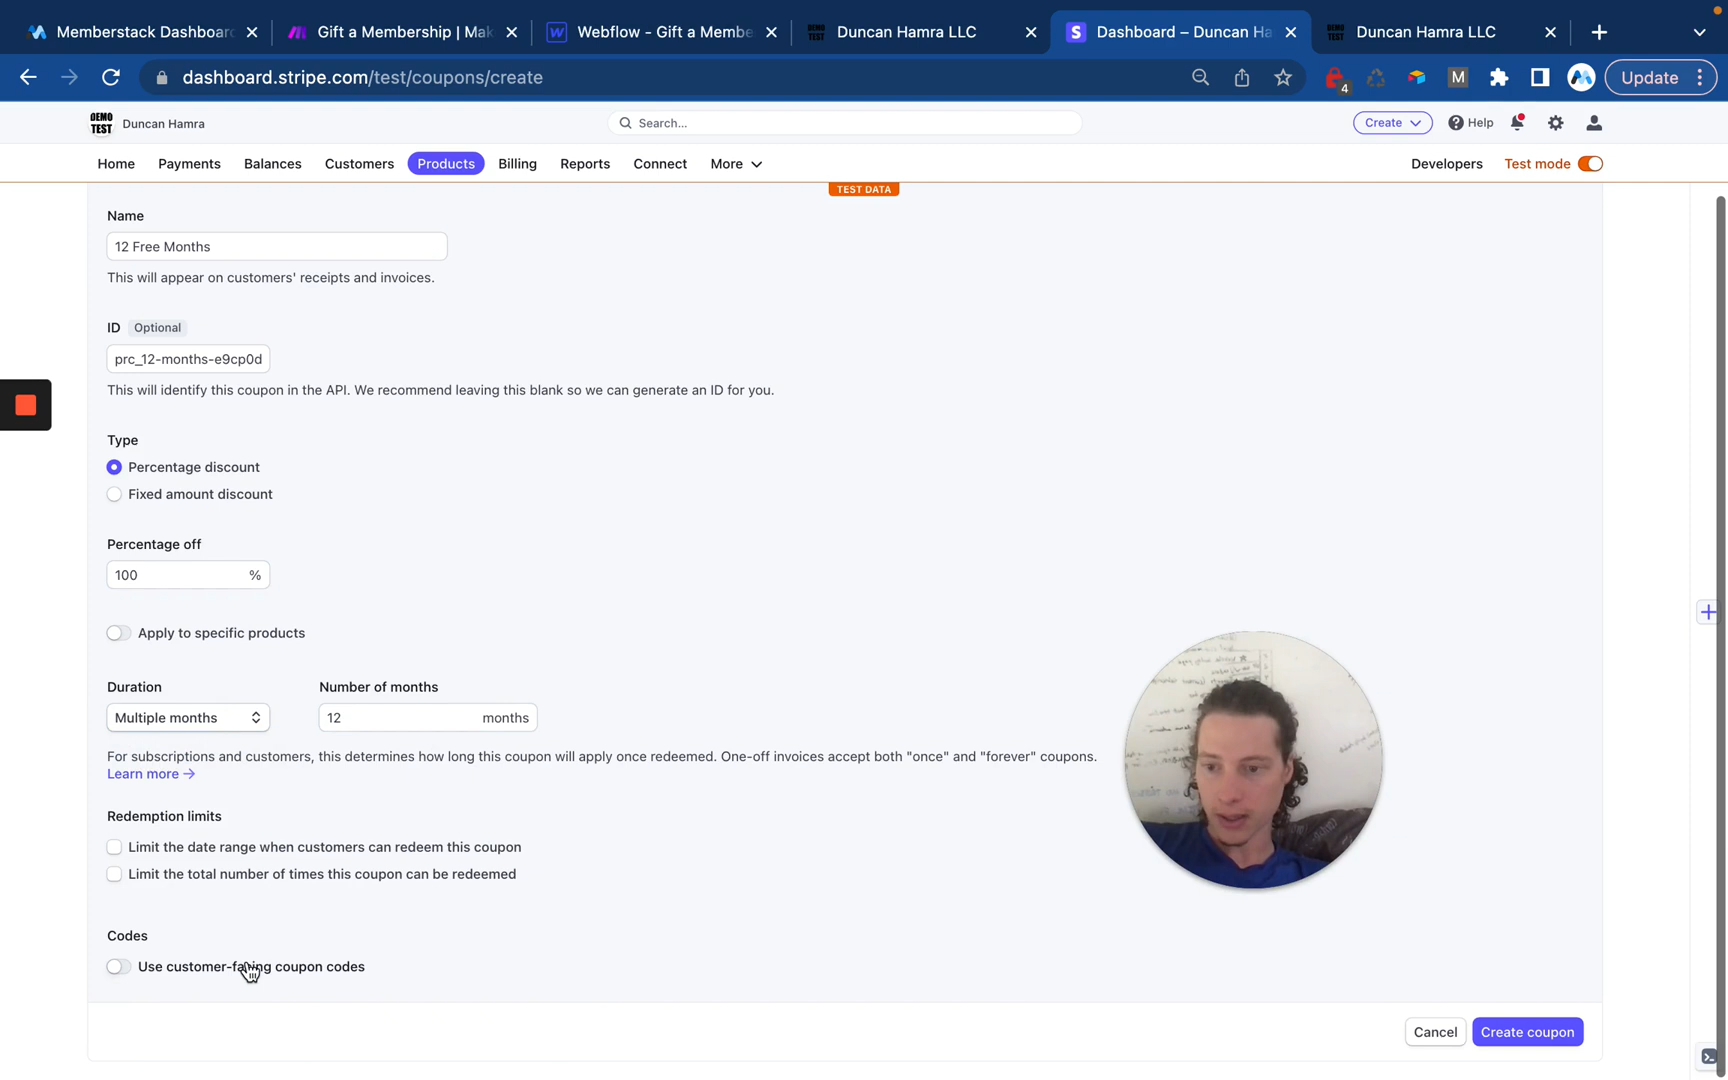 Memberstack Dashboar
Gift a Membership | Mak
Webflow - Gift a Membe
DEMO TEST
Duncan Hamra LLC
S
Dashboard – Duncan Ha
DEMO TEST
Duncan Hamra LLC
dashboard.stripe.com/test/coupons/create
4
M
Update
DEMO
TEST
Duncan Hamra
Search...
Create
Help
Home
Payments
Balances
Customers
Products
Billing
Reports
Connect
More
Developers
Test mode
TEST DATA
Name
12 Free Months
This will appear on customers' receipts and invoices.
ID Optional
prc_12-months-e9cp0d
This will identify this coupon in the API. We recommend leaving this blank so we can generate an ID for you.
Type
Percentage discount
Fixed amount discount
Percentage off
100 %
Apply to specific products
Duration
Number of months
Multiple months
12 months
For subscriptions and customers, this determines how long this coupon will apply once redeemed. One-off invoices accept both "once" and "forever" coupons.
Learn more →
Redemption limits
Limit the date range when customers can redeem this coupon
Limit the total number of times this coupon can be redeemed
Codes
Use customer-facing coupon codes
Cancel
Create coupon